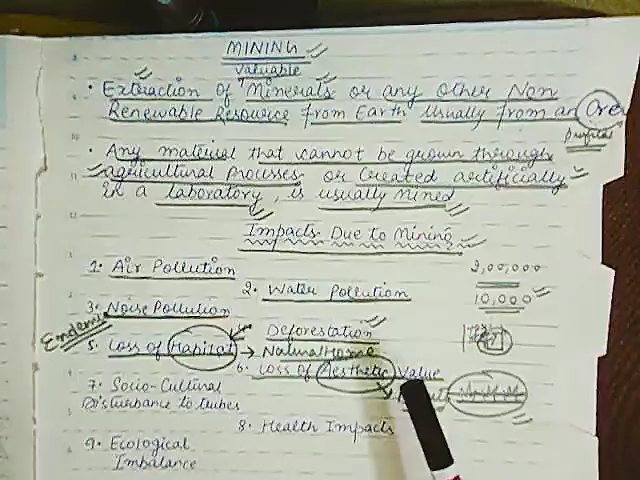 MINING
Valuable
• Extraction of Minerals or any other Non
Renewable Resource from Earth Usually from an Ore
• Any material that cannot be grown through
agricultural processes or Created artificially
in a laboratory, is usually Mined
Impacts Due to Mining
1. Air Pollution
2,00,000
2. Water Pollution
10,000
3. Noise Pollution
Endemic
Deforestation
5. Loss of Habitat → Natural Home
6. Loss of Aesthetic Value
7. Socio-Cultural
Disturbance to tribes
8. Health Impacts
9. Ecological
Imbalance